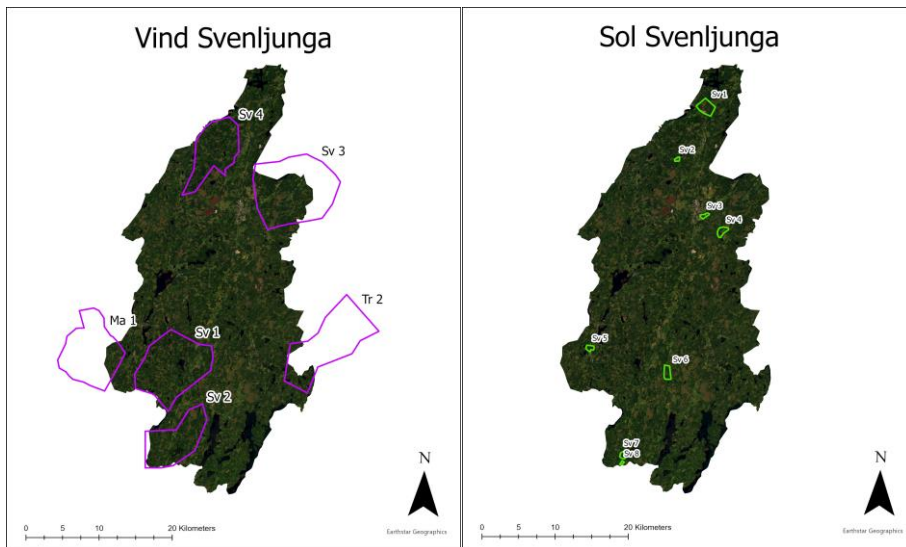 Vind Svenljunga
Sv 4
Sv 3
Tr 2
Ma 1
Sv 1
Sv 2
N
0 5 10 20 Kilometers
Earthstar Geographics
Sol Svenljunga
Sv 1
Sv 2
Sv 3
Sv 4
Sv 5
Sv 6
Sv 7
Sv 8
N
0 5 10 20 Kilometers
Earthstar Geographics